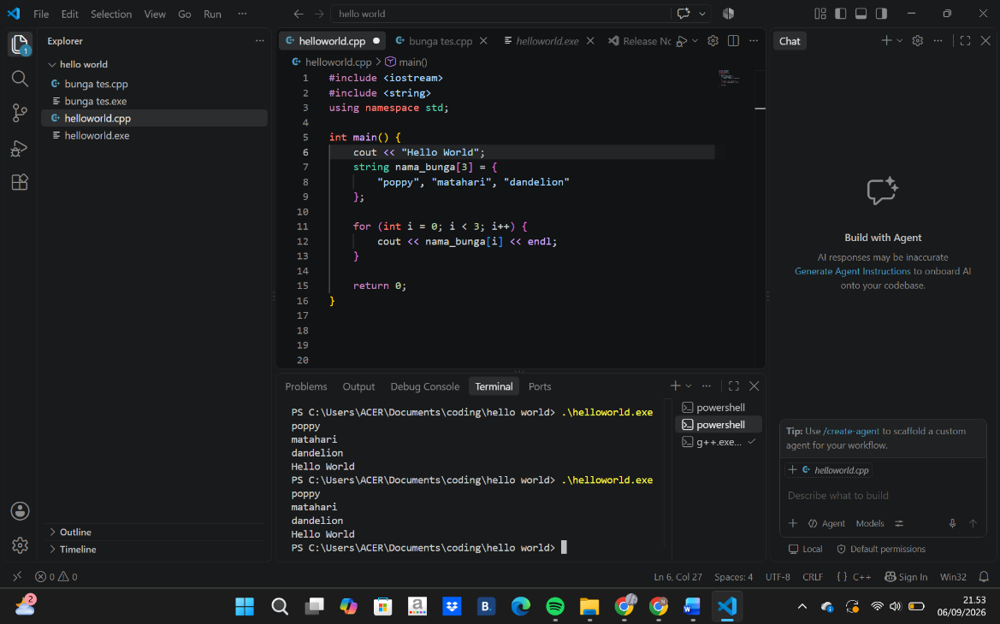 File Edit Selection View Go Run ··· hello world
Explorer ···
hello world
bunga tes.cpp
bunga tes.exe
helloworld.cpp
helloworld.exe
Outline
Timeline
1
helloworld.cpp bunga tes.cpp helloworld.exe Release No
helloworld.cpp > main()
1 #include <iostream>
2 #include <string>
3 using namespace std;
4
5 int main() {
6 cout << "Hello World";
7 string nama_bunga[3] = {
8 "poppy", "matahari", "dandelion"
9 };
10
11 for (int i = 0; i < 3; i++) {
12 cout << nama_bunga[i] << endl;
13 }
14
15 return 0;
16 }
17
18
19
20
Problems Output Debug Console Terminal Ports
PS C:\Users\ACER\Documents\coding\hello world> .\helloworld.exe
poppy
matahari
dandelion
Hello World
PS C:\Users\ACER\Documents\coding\hello world> .\helloworld.exe
poppy
matahari
dandelion
Hello World
PS C:\Users\ACER\Documents\coding\hello world>
powershell
powershell
g++.exe...
Chat
Build with Agent
AI responses may be inaccurate
Generate Agent Instructions to onboard AI
onto your codebase.
Tip: Use /create-agent to scaffold a custom
agent for your workflow.
helloworld.cpp
Describe what to build
Agent Models
Local Default permissions
0 0 Ln 6, Col 27 Spaces: 4 UTF-8 CRLF { } C++ Sign In Win32
2
a
B.
21.53
06/09/2026